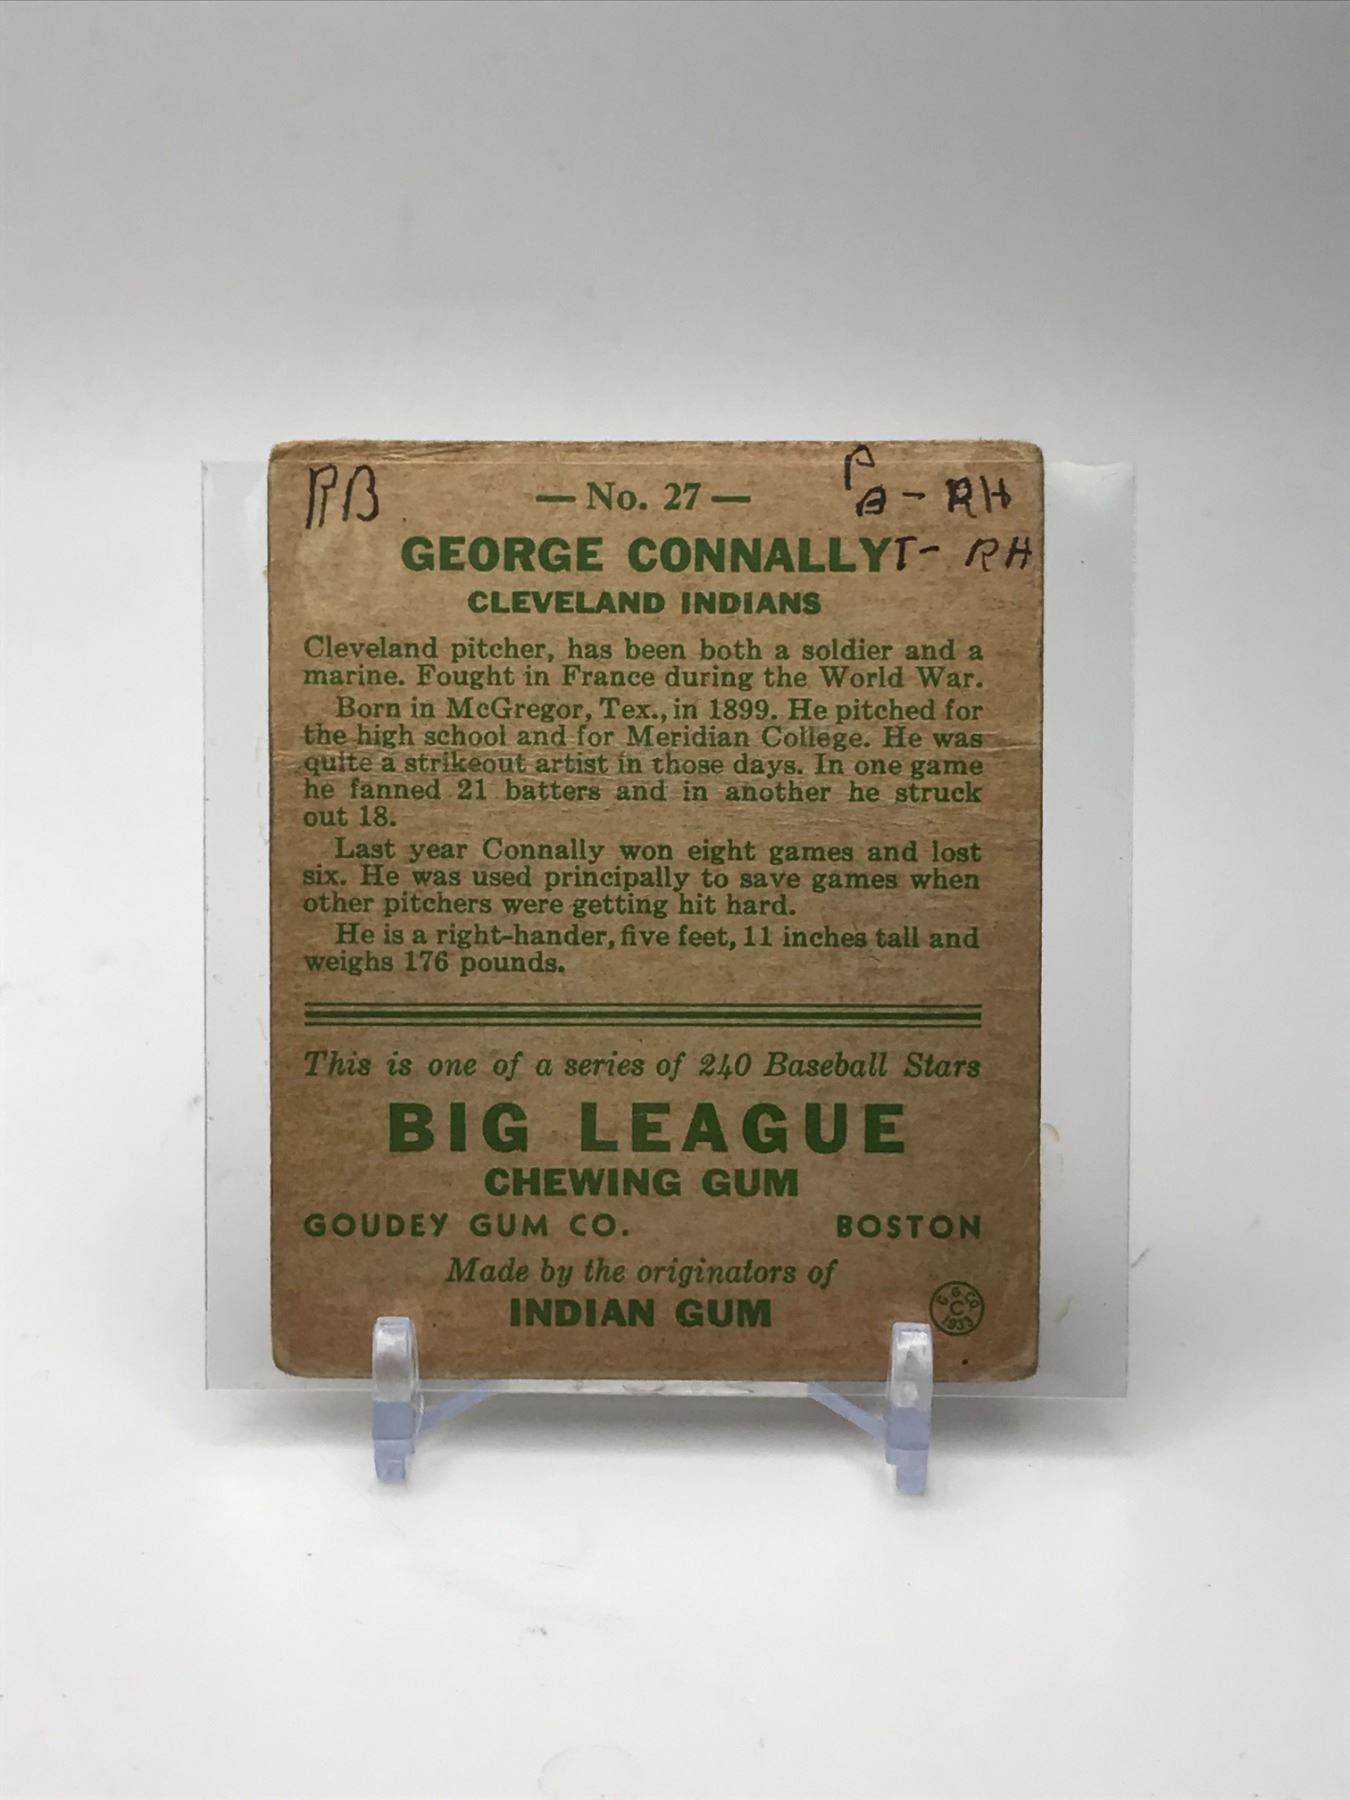 RB
P
— No. 27 —
B - RH
GEORGE CONNALLY T - RH
CLEVELAND INDIANS
Cleveland pitcher, has been both a soldier and a
marine. Fought in France during the World War.
Born in McGregor, Tex., in 1899. He pitched for
the high school and for Meridian College. He was
quite a strikeout artist in those days. In one game
he fanned 21 batters and in another he struck
out 18.
Last year Connally won eight games and lost
six. He was used principally to save games when
other pitchers were getting hit hard.
He is a right-hander, five feet, 11 inches tall and
weighs 176 pounds.
This is one of a series of 240 Baseball Stars
BIG LEAGUE
CHEWING GUM
GOUDEY GUM CO. BOSTON
Made by the originators of
INDIAN GUM
G. G. Co.
C
1933